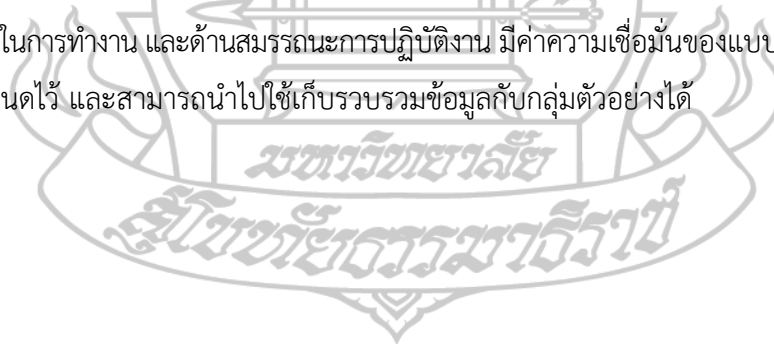 ในการทำงาน และด้านสมรรถนะการปฏิบัติงาน มีค่าความเชื่อมั่นของแบบ
นดไว้ และสามารถนำไปใช้เก็บรวบรวมข้อมูลกับกลุ่มตัวอย่างได้
มหาวิทยาลัย
สุโขทัยธรรมาธิราช